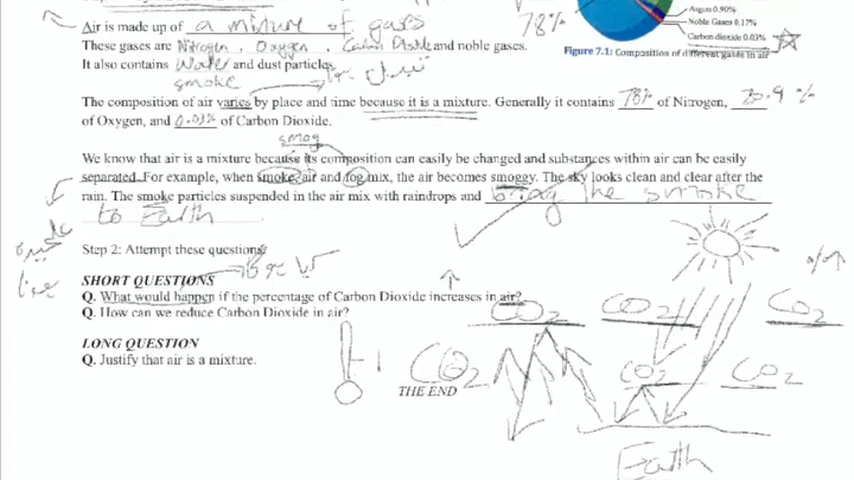 Argon 0.90%
Noble Gases 0.17%
Carbon dioxide 0.03%
78%
Figure 7.1: Composition of different gases in air
Air is made up of a mixture of gases
These gases are Nitrogen, Oxygen, Carbon Dioxide and noble gases.
It also contains Water and dust particles.
smoke
The composition of air varies by place and time because it is a mixture. Generally it contains 78% of Nitrogen, 20.9 %
of Oxygen, and 0.03% of Carbon Dioxide.
smog
We know that air is a mixture because its composition can easily be changed and substances within air can be easily
separated. For example, when smoke, air and fog mix, the air becomes smoggy. The sky looks clean and clear after the
rain. The smoke particles suspended in the air mix with raindrops and bring the smoke
to Earth
Step 2: Attempt these questions:
SHORT QUESTIONS
Q. What would happen if the percentage of Carbon Dioxide increases in air?
Q. How can we reduce Carbon Dioxide in air?
CO2 CO2 CO2
LONG QUESTION
Q. Justify that air is a mixture.
CO2 CO2 CO2
THE END
Earth